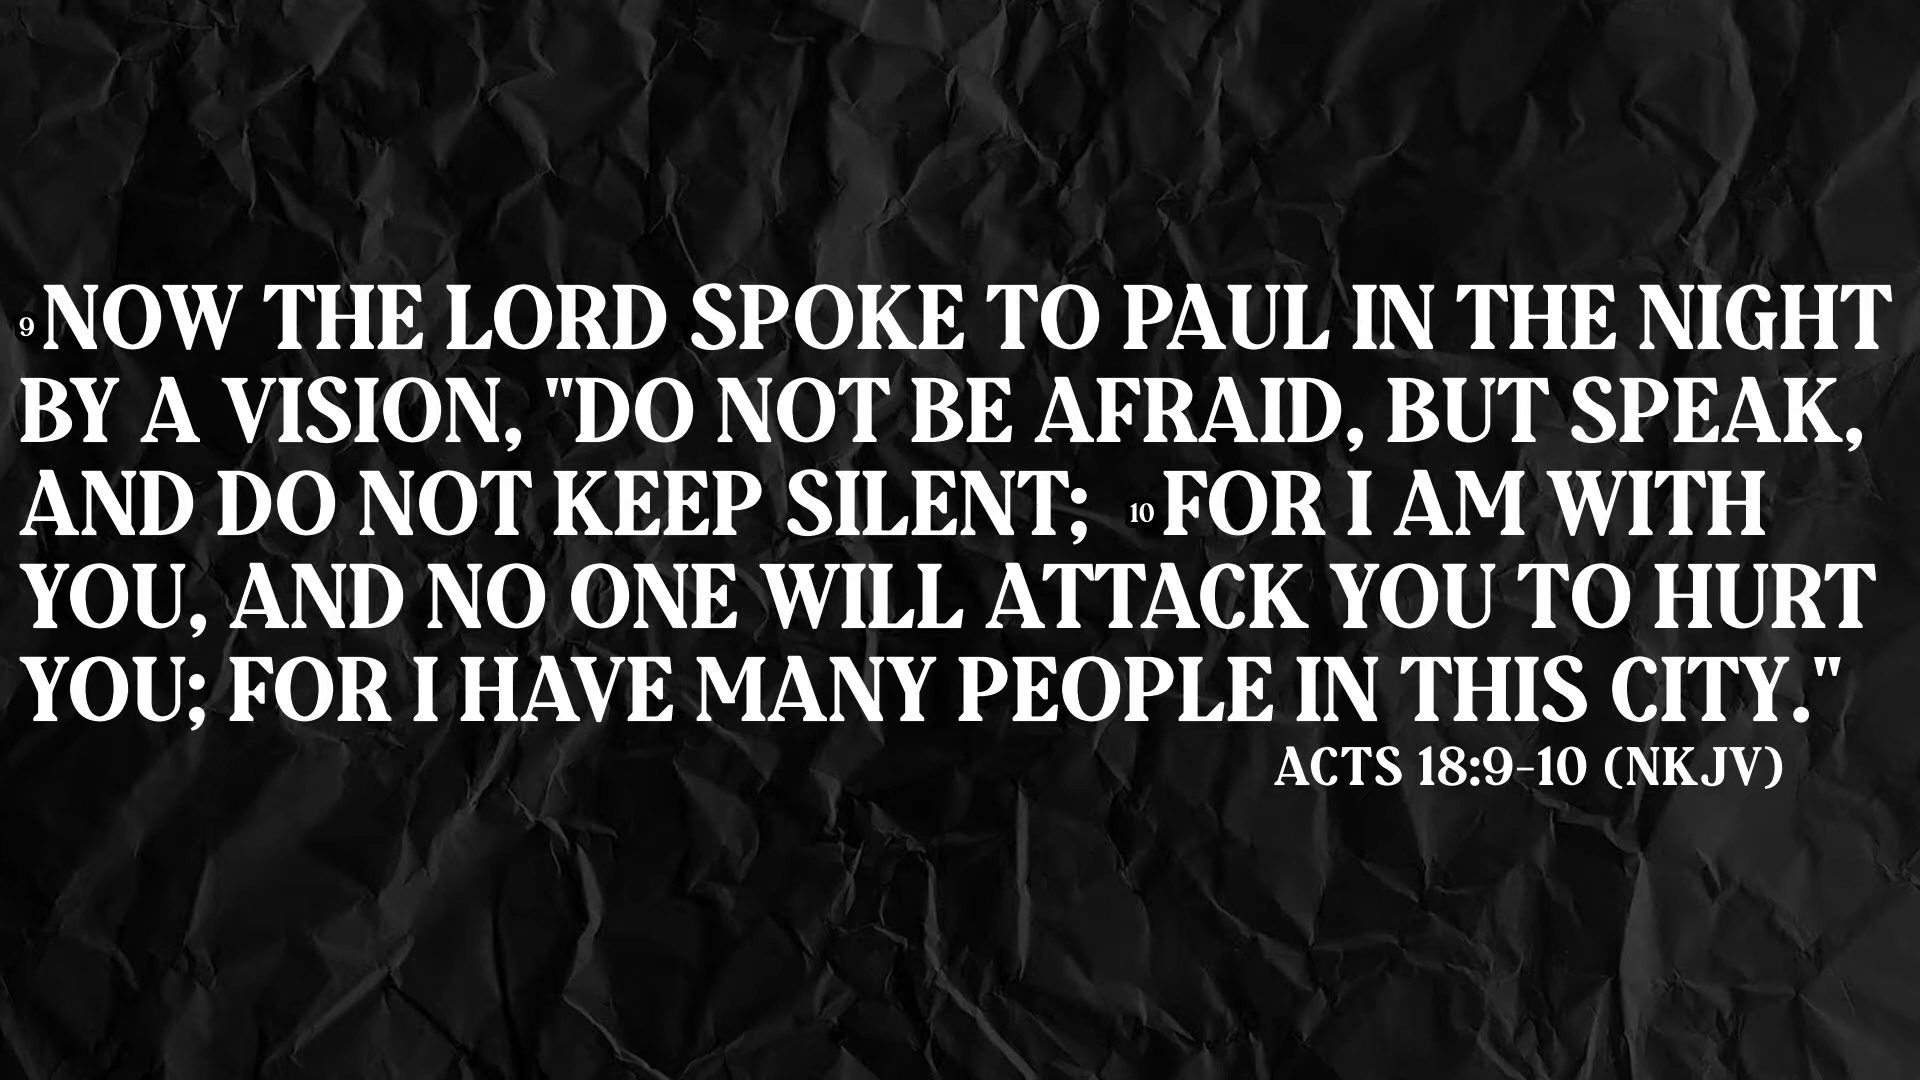 9 NOW THE LORD SPOKE TO PAUL IN THE NIGHT
BY A VISION, "DO NOT BE AFRAID, BUT SPEAK,
AND DO NOT KEEP SILENT; 10 FOR I AM WITH
YOU, AND NO ONE WILL ATTACK YOU TO HURT
YOU; FOR I HAVE MANY PEOPLE IN THIS CITY."
ACTS 18:9-10 (NKJV)